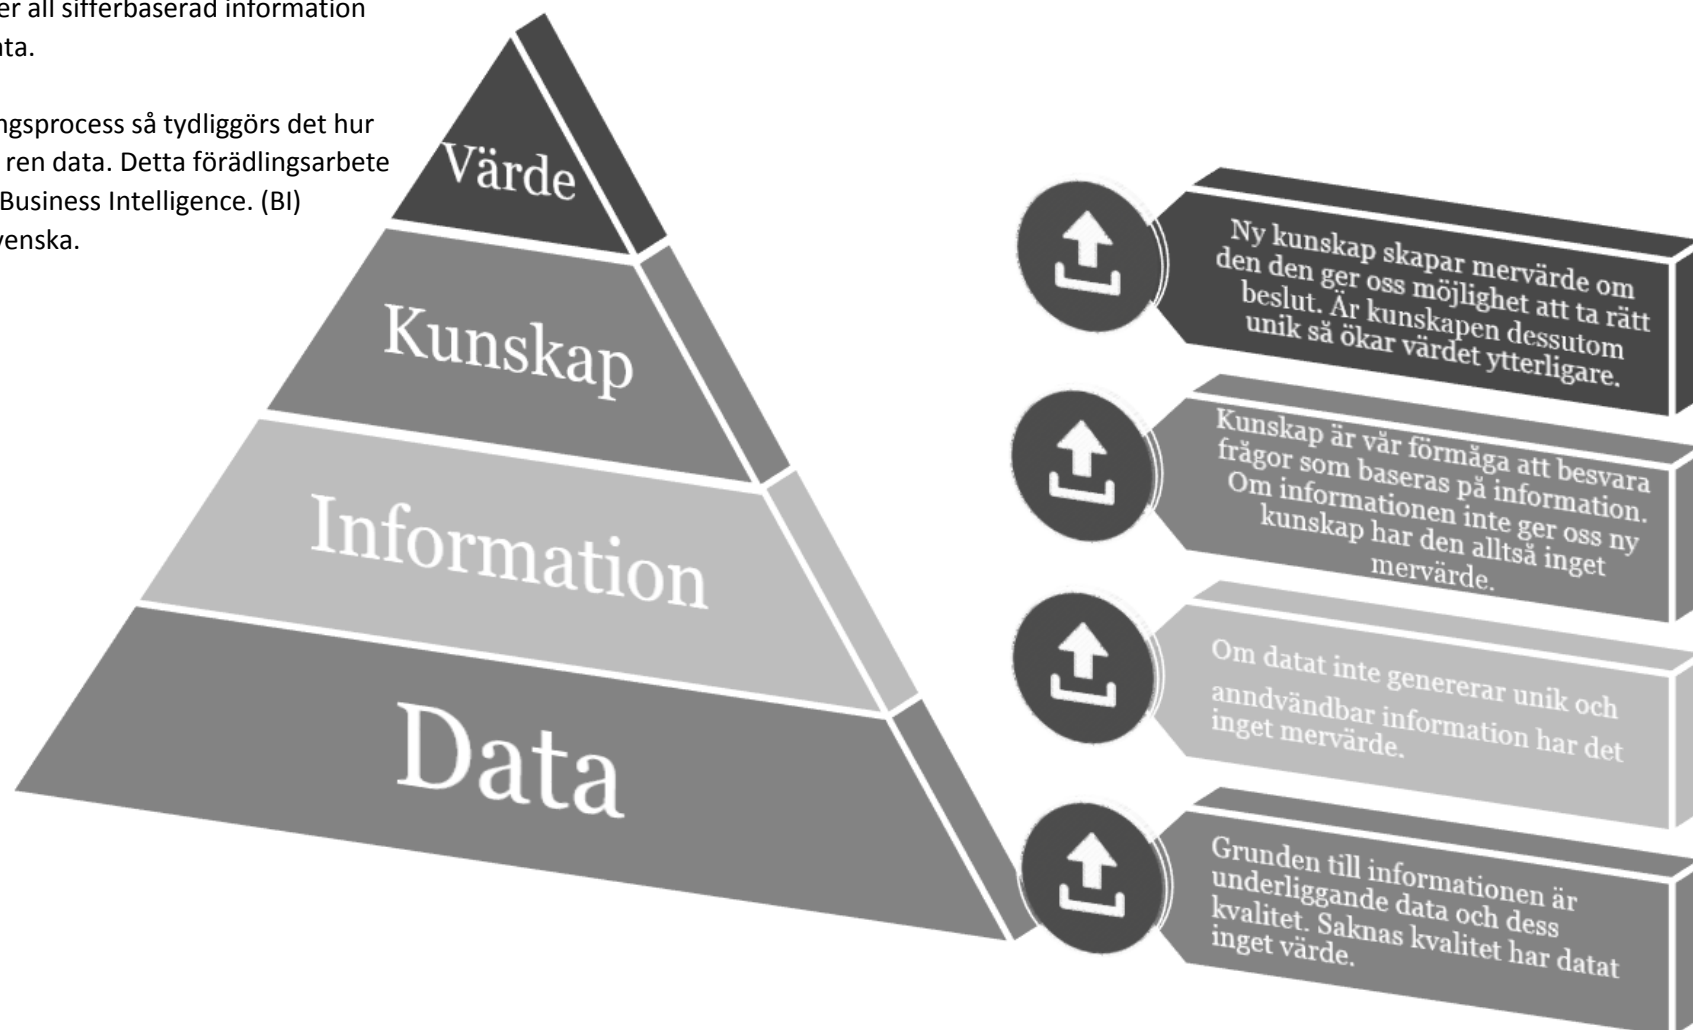 er all sifferbaserad information
ata.
ngsprocess så tydliggörs det hur
ren data. Detta förädlingsarbete
Business Intelligence. (BI)
venska.
Värde
Kunskap
Information
Data
Ny kunskap skapar mervärde om
den den ger oss möjlighet att ta rätt
beslut. Är kunskapen dessutom
unik så ökar värdet ytterligare.
Kunskap är vår förmåga att besvara
frågor som baseras på information.
Om informationen inte ger oss ny
kunskap har den alltså inget
mervärde.
Om datat inte genererar unik och
anndvändbar information har det
inget mervärde.
Grunden till informationen är
underliggande data och dess
kvalitet. Saknas kvalitet har datat
inget värde.